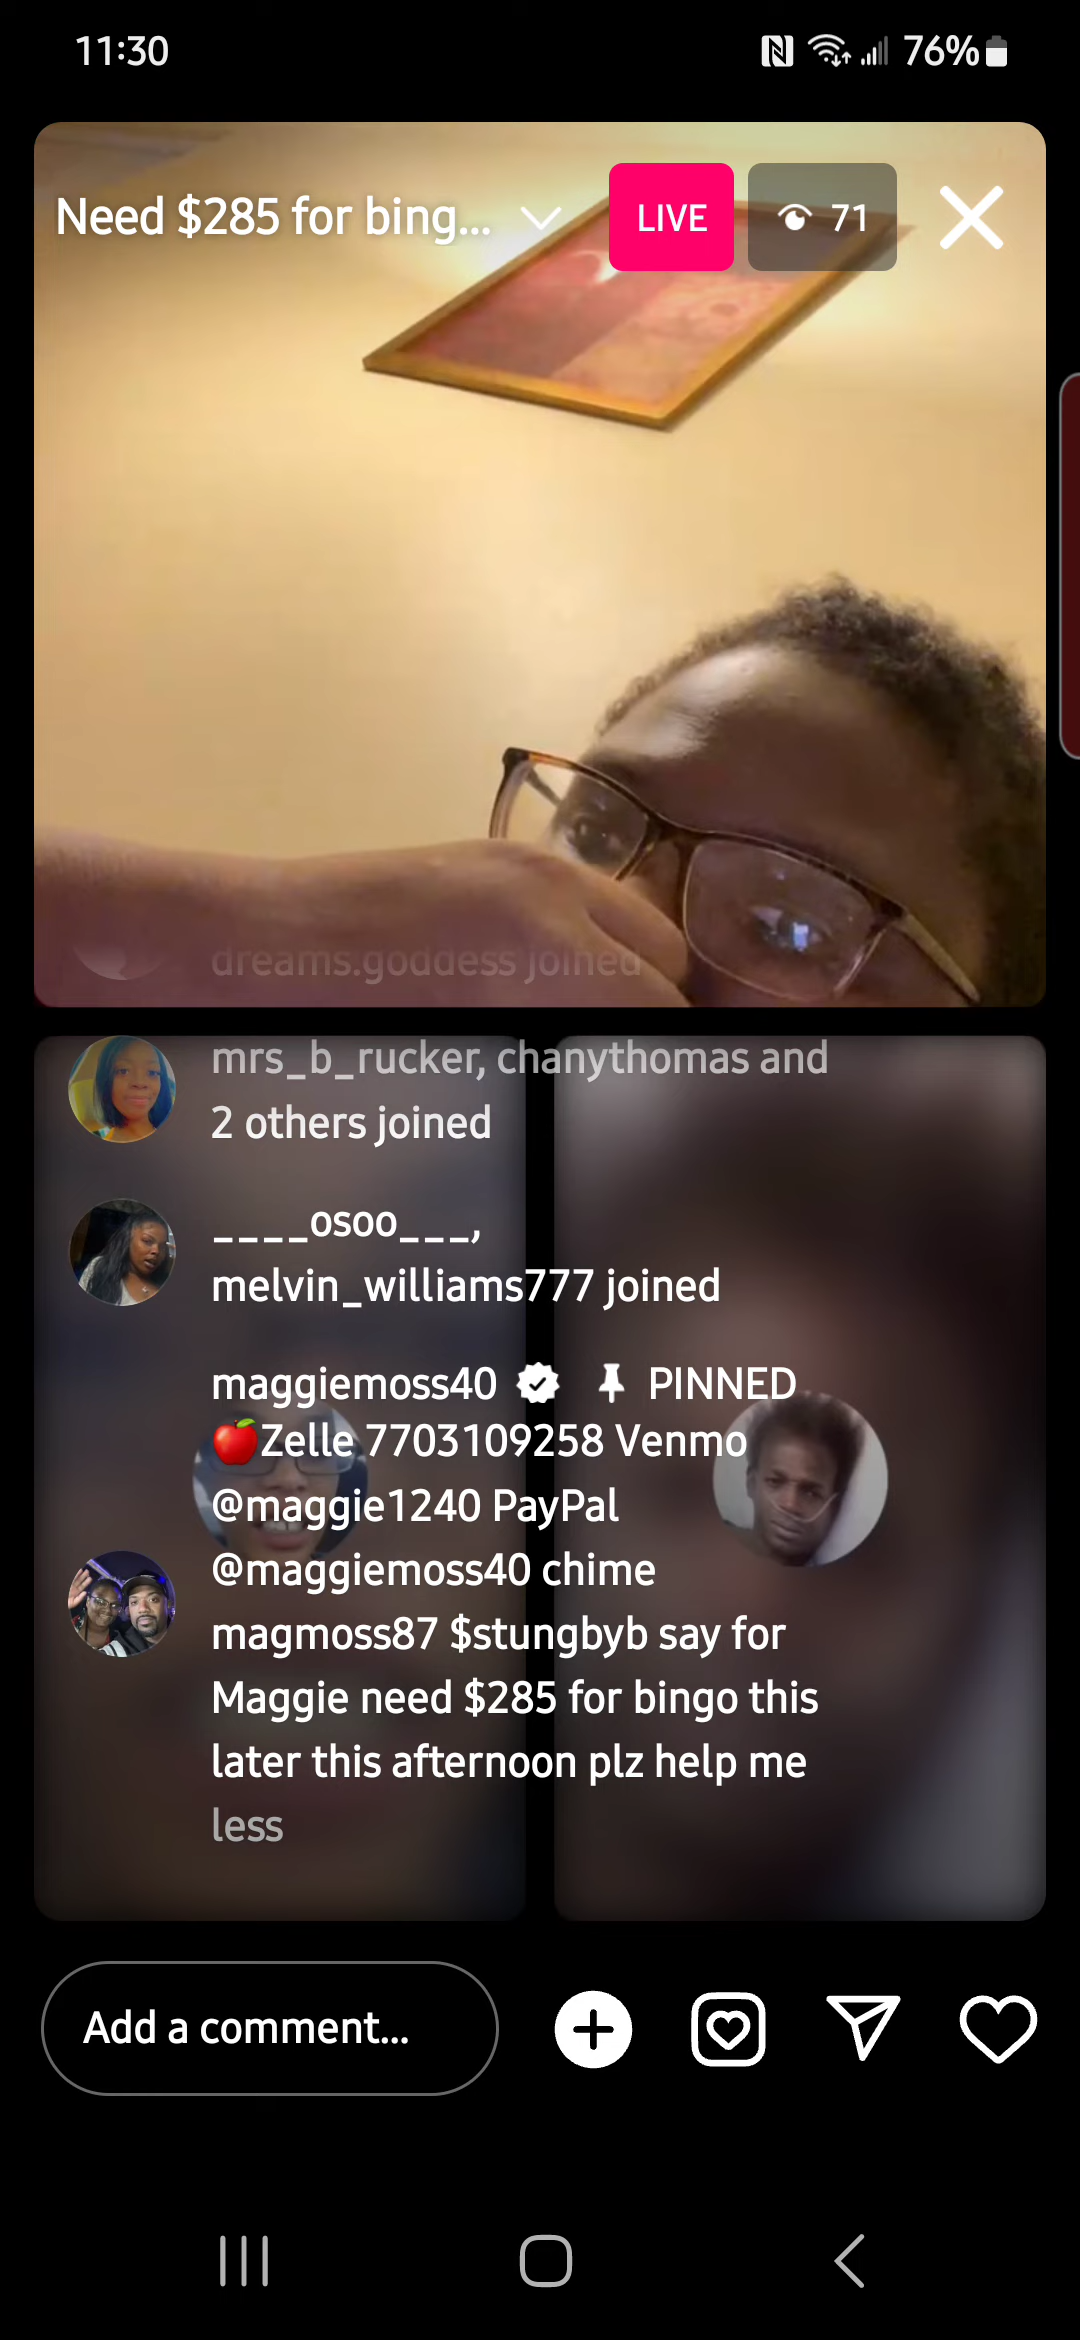 11:30
76%
Need $285 for bing...
LIVE
71
dreams.goddess joined
mrs_b_rucker, chanythomas and
2 others joined
____osoo___,
melvin_williams777 joined
maggiemoss40 PINNED
🍎Zelle 7703109258 Venmo
@maggie1240 PayPal
@maggiemoss40 chime
magmoss87 $stungbyb say for
Maggie need $285 for bingo this
later this afternoon plz help me
less
Add a comment...